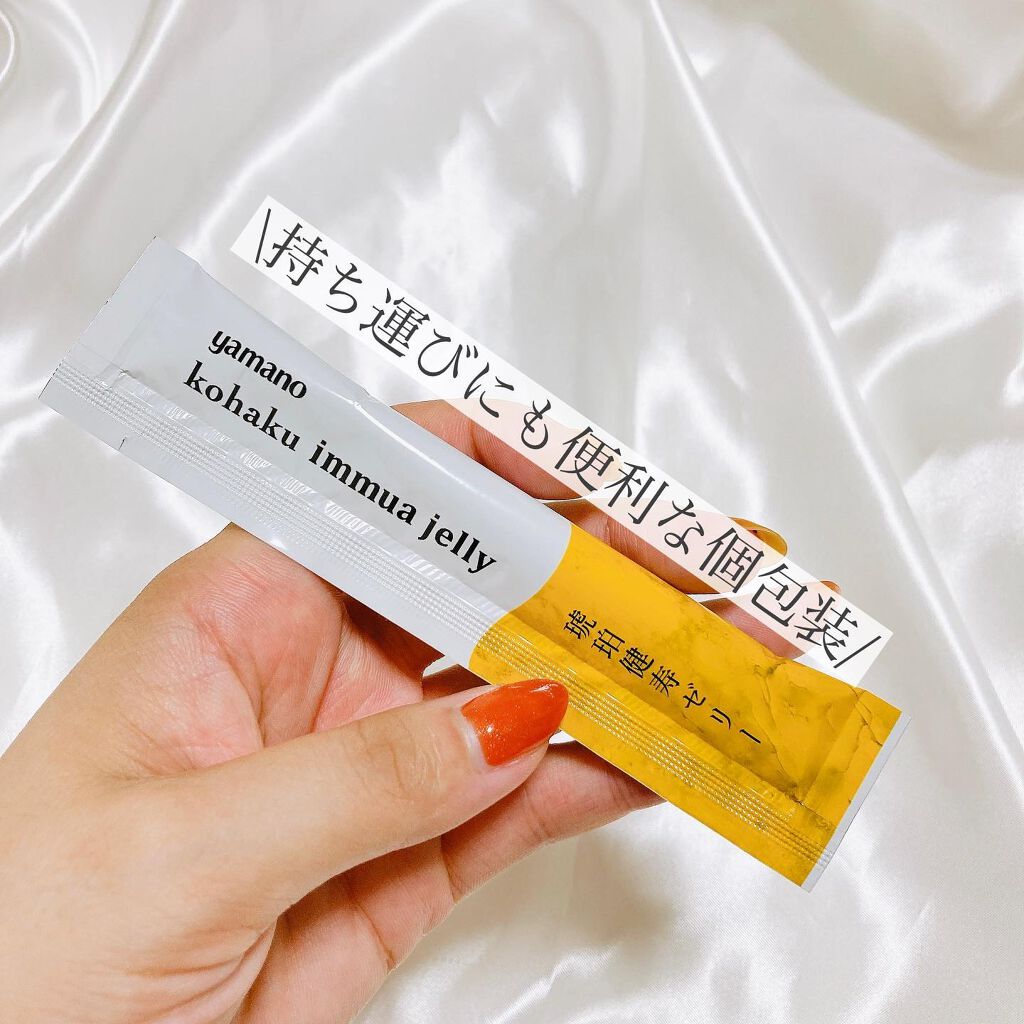 \持ち運びにも便利な個包装/
yamano
kohaku immua jelly
琥珀健寿ゼリー